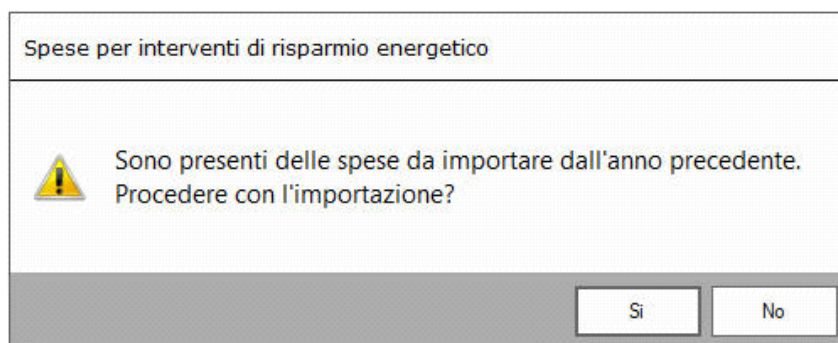 Spese per interventi di risparmio energetico
Sono presenti delle spese da importare dall'anno precedente.
Procedere con l'importazione?
Si
No